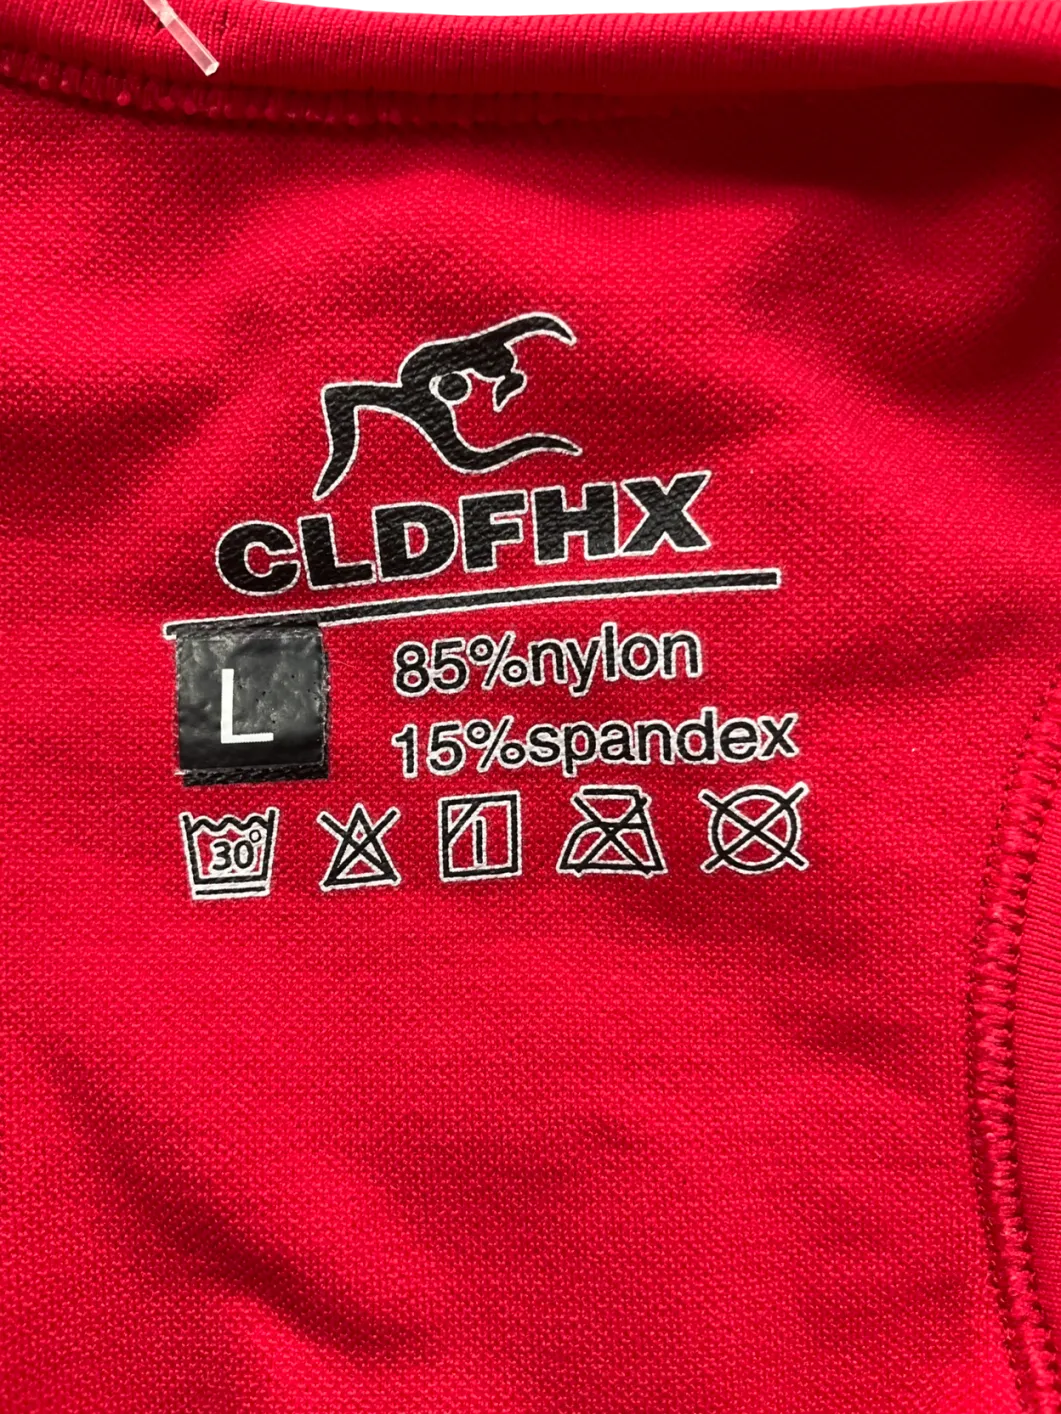 CLDFHX
L
85%nylon
15%spandex
30°